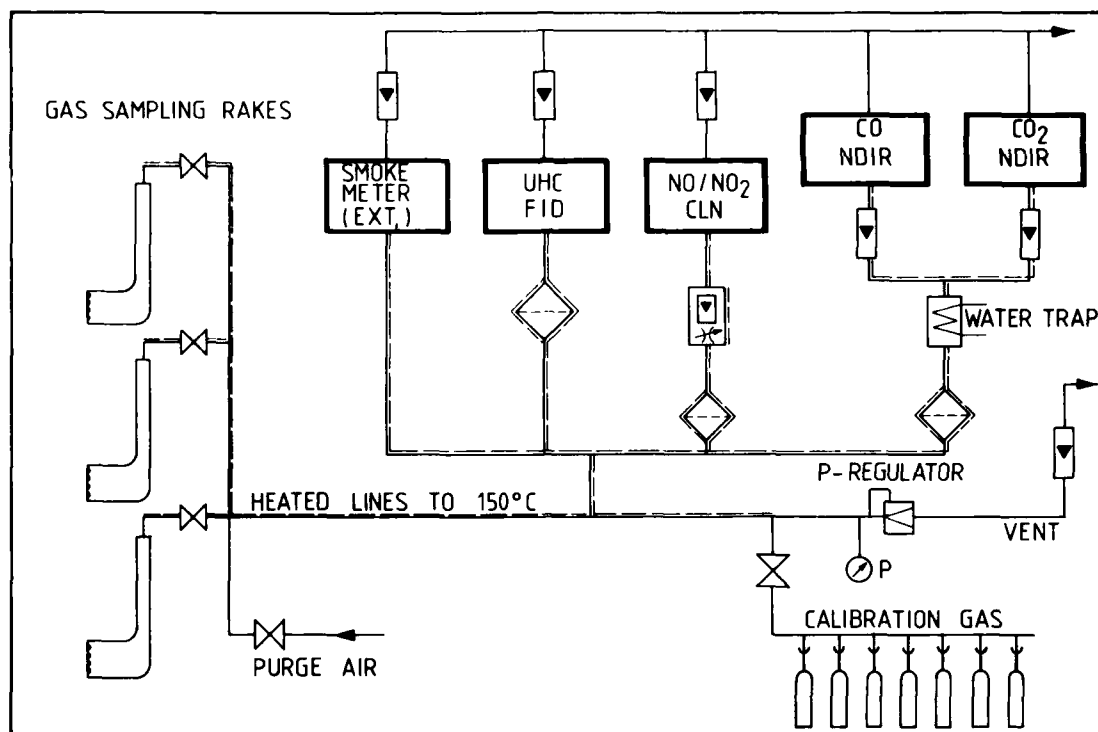 GAS SAMPLING RAKES
SMOKE
METER
(EXT.)
UHC
FID
NO/NO₂
CLN
CO
NDIR
CO₂
NDIR
WATER TRAP
P-REGULATOR
HEATED LINES TO 150°C
VENT
P
CALIBRATION GAS
PURGE AIR